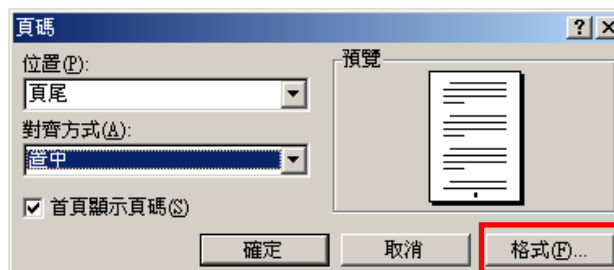 頁碼
位置(P):
頁尾
對齊方式(A):
置中
首頁顯示頁碼(S)
預覽
確定
取消
格式(F)...